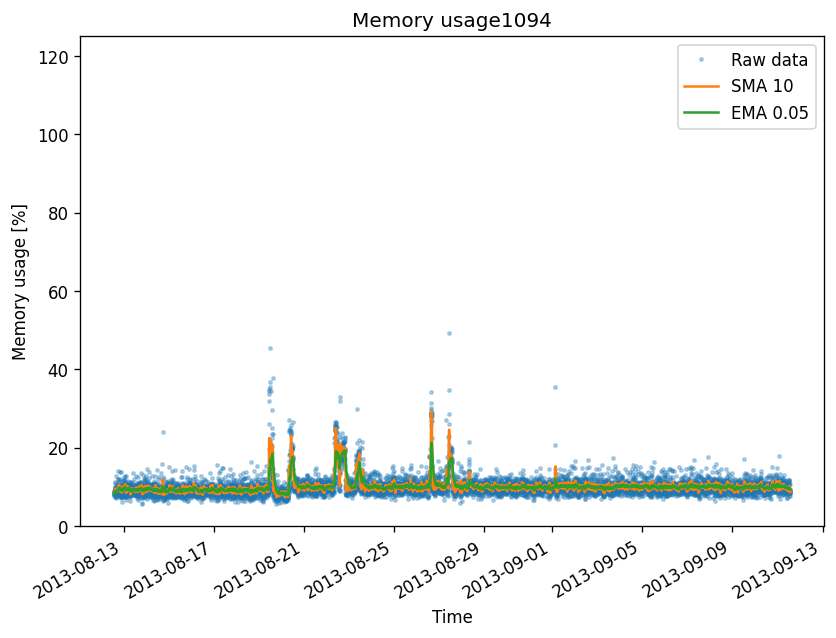 Memory usage1094
Raw data
SMA 10
EMA 0.05
Memory usage [%]
120
100
80
60
40
20
0
2013-08-13
2013-08-17
2013-08-21
2013-08-25
2013-08-29
2013-09-01
2013-09-05
2013-09-09
2013-09-13
Time